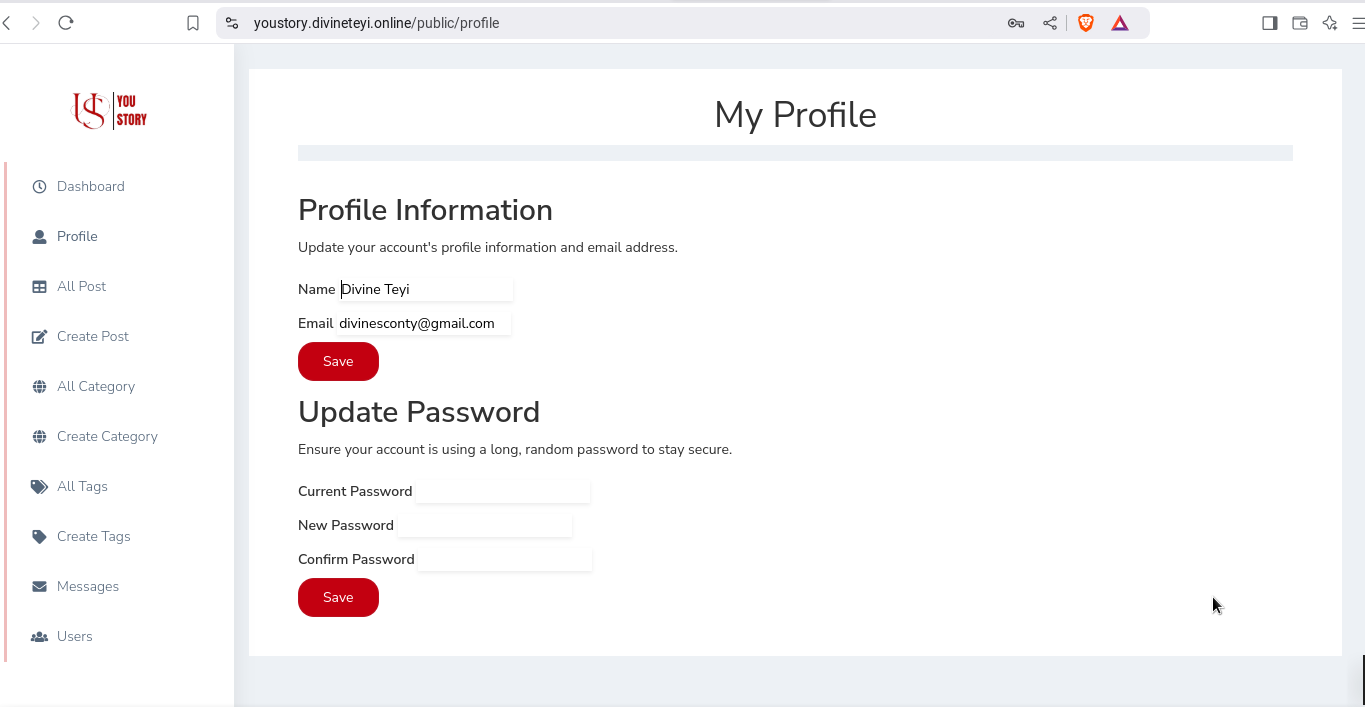 youstory.divineteyi.online/public/profile
US YOU
STORY
Dashboard
Profile
All Post
Create Post
All Category
Create Category
All Tags
Create Tags
Messages
Users
My Profile
Profile Information
Update your account's profile information and email address.
Name Divine Teyi
Email divinesconty@gmail.com
Save
Update Password
Ensure your account is using a long, random password to stay secure.
Current Password
New Password
Confirm Password
Save